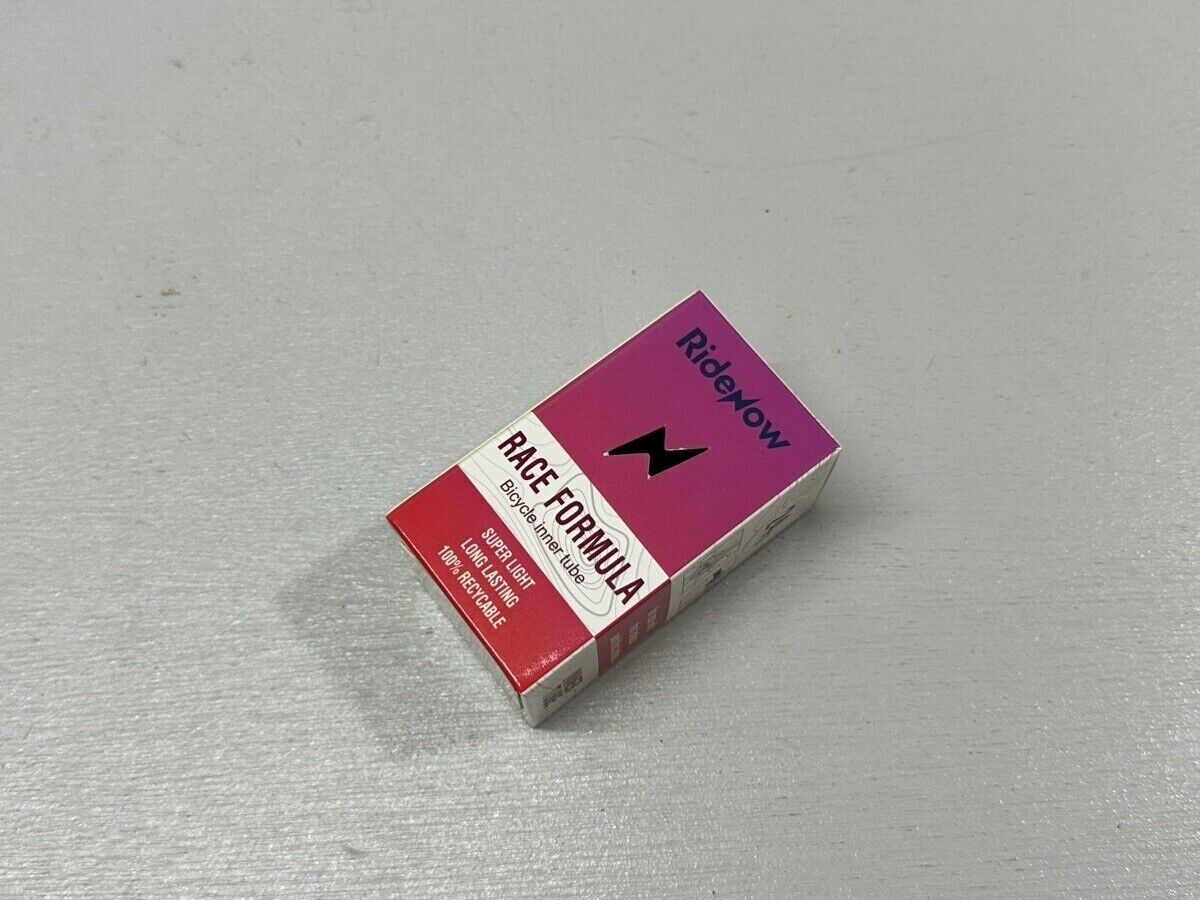 RideNow
RACE FORMULA
Bicycle inner tube
SUPER LIGHT
LONG LASTING
100% RECYCABLE